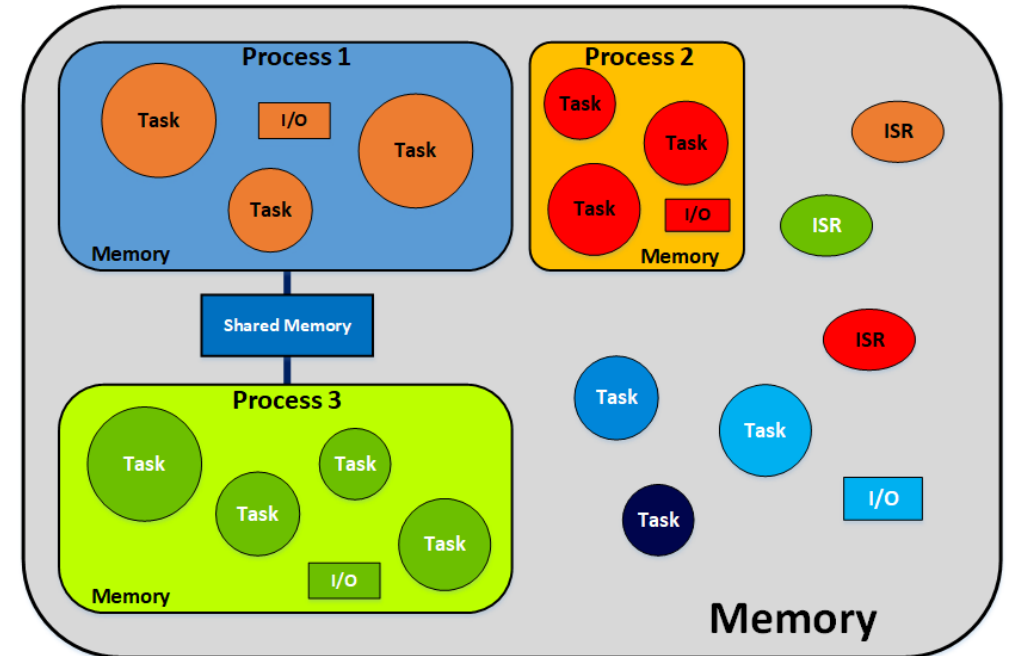 Process 1
Task
I/O
Task
Task
Memory
Process 2
Task
Task
Task
I/O
Memory
ISR
ISR
ISR
Shared Memory
Process 3
Task
Task
Task
Task
I/O
Memory
Task
Task
Task
I/O
Memory